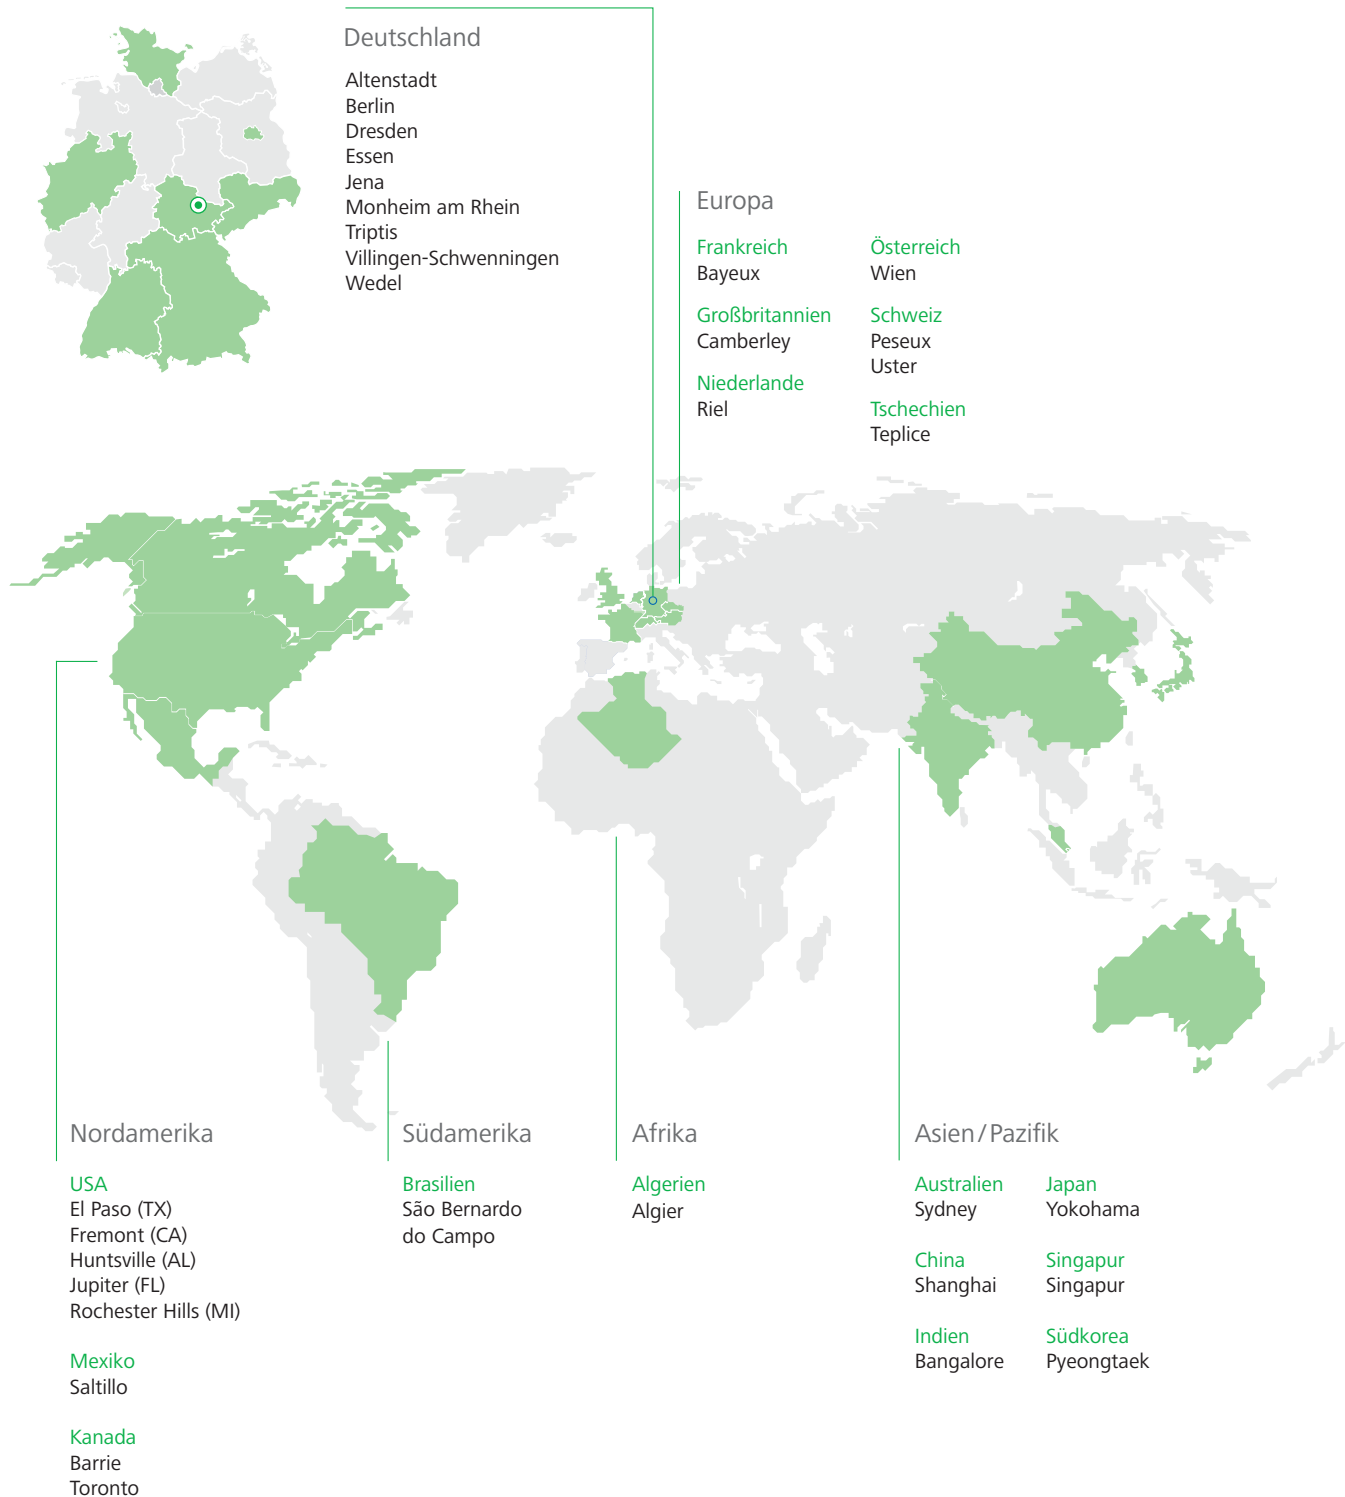 Deutschland
Altenstadt
Berlin
Dresden
Essen
Jena
Monheim am Rhein
Triptis
Villingen-Schwenningen
Wedel
Europa
Frankreich
Bayeux
Großbritannien
Camberley
Niederlande
Riel
Österreich
Wien
Schweiz
Peseux
Uster
Tschechien
Teplice
Nordamerika
USA
El Paso (TX)
Fremont (CA)
Huntsville (AL)
Jupiter (FL)
Rochester Hills (MI)
Mexiko
Saltillo
Kanada
Barrie
Toronto
Südamerika
Brasilien
São Bernardo
do Campo
Afrika
Algerien
Algier
Asien/Pazifik
Australien
Sydney
China
Shanghai
Indien
Bangalore
Japan
Yokohama
Singapur
Singapur
Südkorea
Pyeongtaek